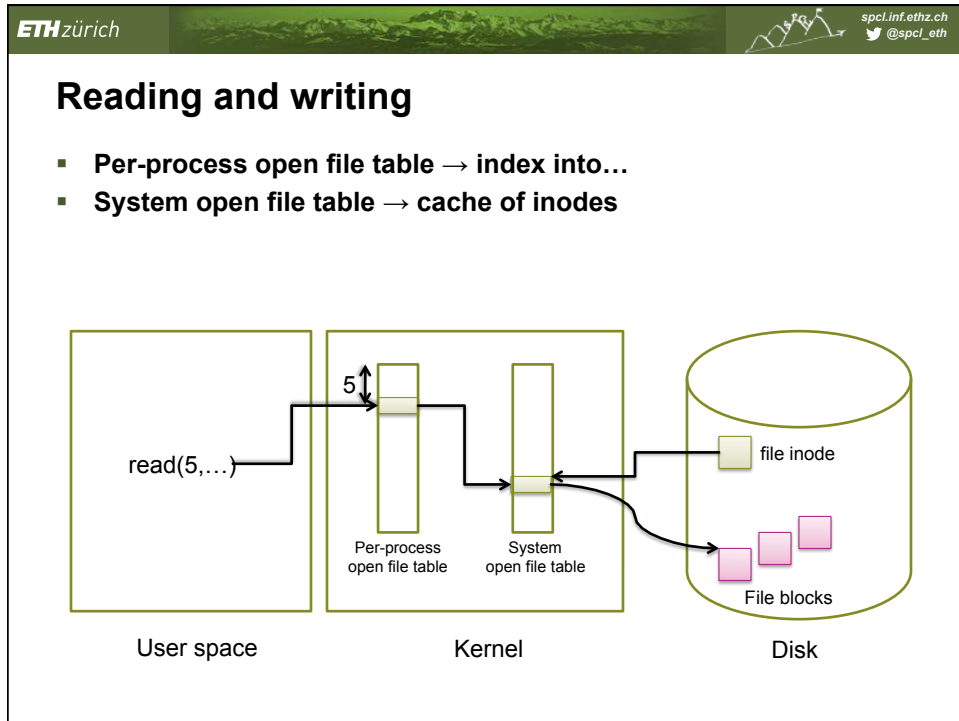 ETH zürich
spcl.inf.ethz.ch
@spcl_eth
Reading and writing
Per-process open file table → index into…
System open file table → cache of inodes
5
read(5,…)
file inode
Per-process
open file table
System
open file table
File blocks
User space
Kernel
Disk